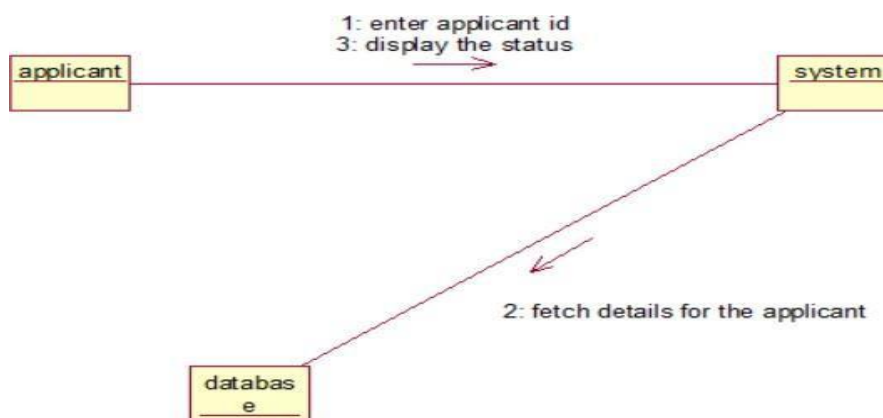 1: enter applicant id
3: display the status
applicant
system
2: fetch details for the applicant
databas
e